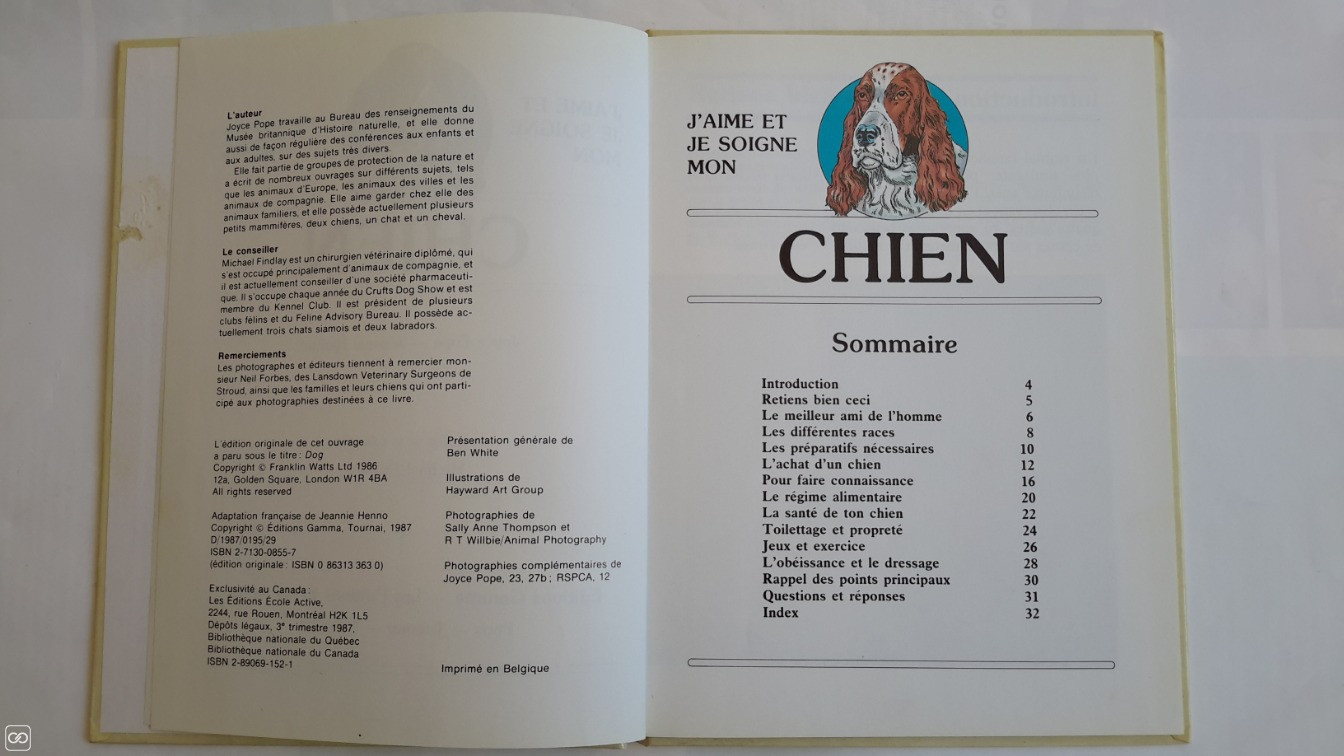 L'auteur
Joyce Pope travaille au Bureau des renseignements du
Musée britannique d'Histoire naturelle, et elle donne
aussi de façon régulière des conférences aux enfants et
aux adultes, sur des sujets très divers.
Elle fait partie de groupes de protection de la nature et
a écrit de nombreux ouvrages sur différents sujets, tels
que les animaux d'Europe, les animaux des villes et les
animaux de compagnie. Elle aime garder chez elle des
animaux familiers, et elle possède actuellement plusieurs
petits mammifères, deux chiens, un chat et un cheval.
Le conseiller
Michael Findlay est un chirurgien vétérinaire diplômé, qui
s'est occupé principalement d'animaux de compagnie, et
il est actuellement conseiller d'une société pharmaceuti-
que. Il s'occupe chaque année du Crufts Dog Show et est
membre du Kennel Club. Il est président de plusieurs
clubs félins et du Feline Advisory Bureau. Il possède ac-
tuellement trois chats siamois et deux labradors.
Remerciements
Les photographes et éditeurs tiennent à remercier mon-
sieur Neil Forbes, des Lansdown Veterinary Surgeons de
Stroud, ainsi que les familles et leurs chiens qui ont parti-
cipé aux photographies destinées à ce livre.
L'édition originale de cet ouvrage
a paru sous le titre : Dog
Copyright © Franklin Watts Ltd 1986
12a, Golden Square, London W1R 4BA
All rights reserved
Adaptation française de Jeannie Henno
Copyright © Éditions Gamma, Tournai, 1987
D/1987/0195/29
ISBN 2-7130-0855-7
(édition originale : ISBN 0 86313 363 0)
Exclusivité au Canada :
Les Éditions École Active,
2244, rue Rouen, Montréal H2K 1L5
Dépôts légaux, 3e trimestre 1987,
Bibliothèque nationale du Québec
Bibliothèque nationale du Canada
ISBN 2-89069-152-1
Présentation générale de
Ben White
Illustrations de
Hayward Art Group
Photographies de
Sally Anne Thompson et
R T Willbie/Animal Photography
Photographies complémentaires de
Joyce Pope, 23, 27b ; RSPCA, 12
Imprimé en Belgique
J'AIME ET
JE SOIGNE
MON
CHIEN
Sommaire
Introduction 4
Retiens bien ceci 5
Le meilleur ami de l'homme 6
Les différentes races 8
Les préparatifs nécessaires 10
L'achat d'un chien 12
Pour faire connaissance 16
Le régime alimentaire 20
La santé de ton chien 22
Toilettage et propreté 24
Jeux et exercice 26
L'obéissance et le dressage 28
Rappel des points principaux 30
Questions et réponses 31
Index 32